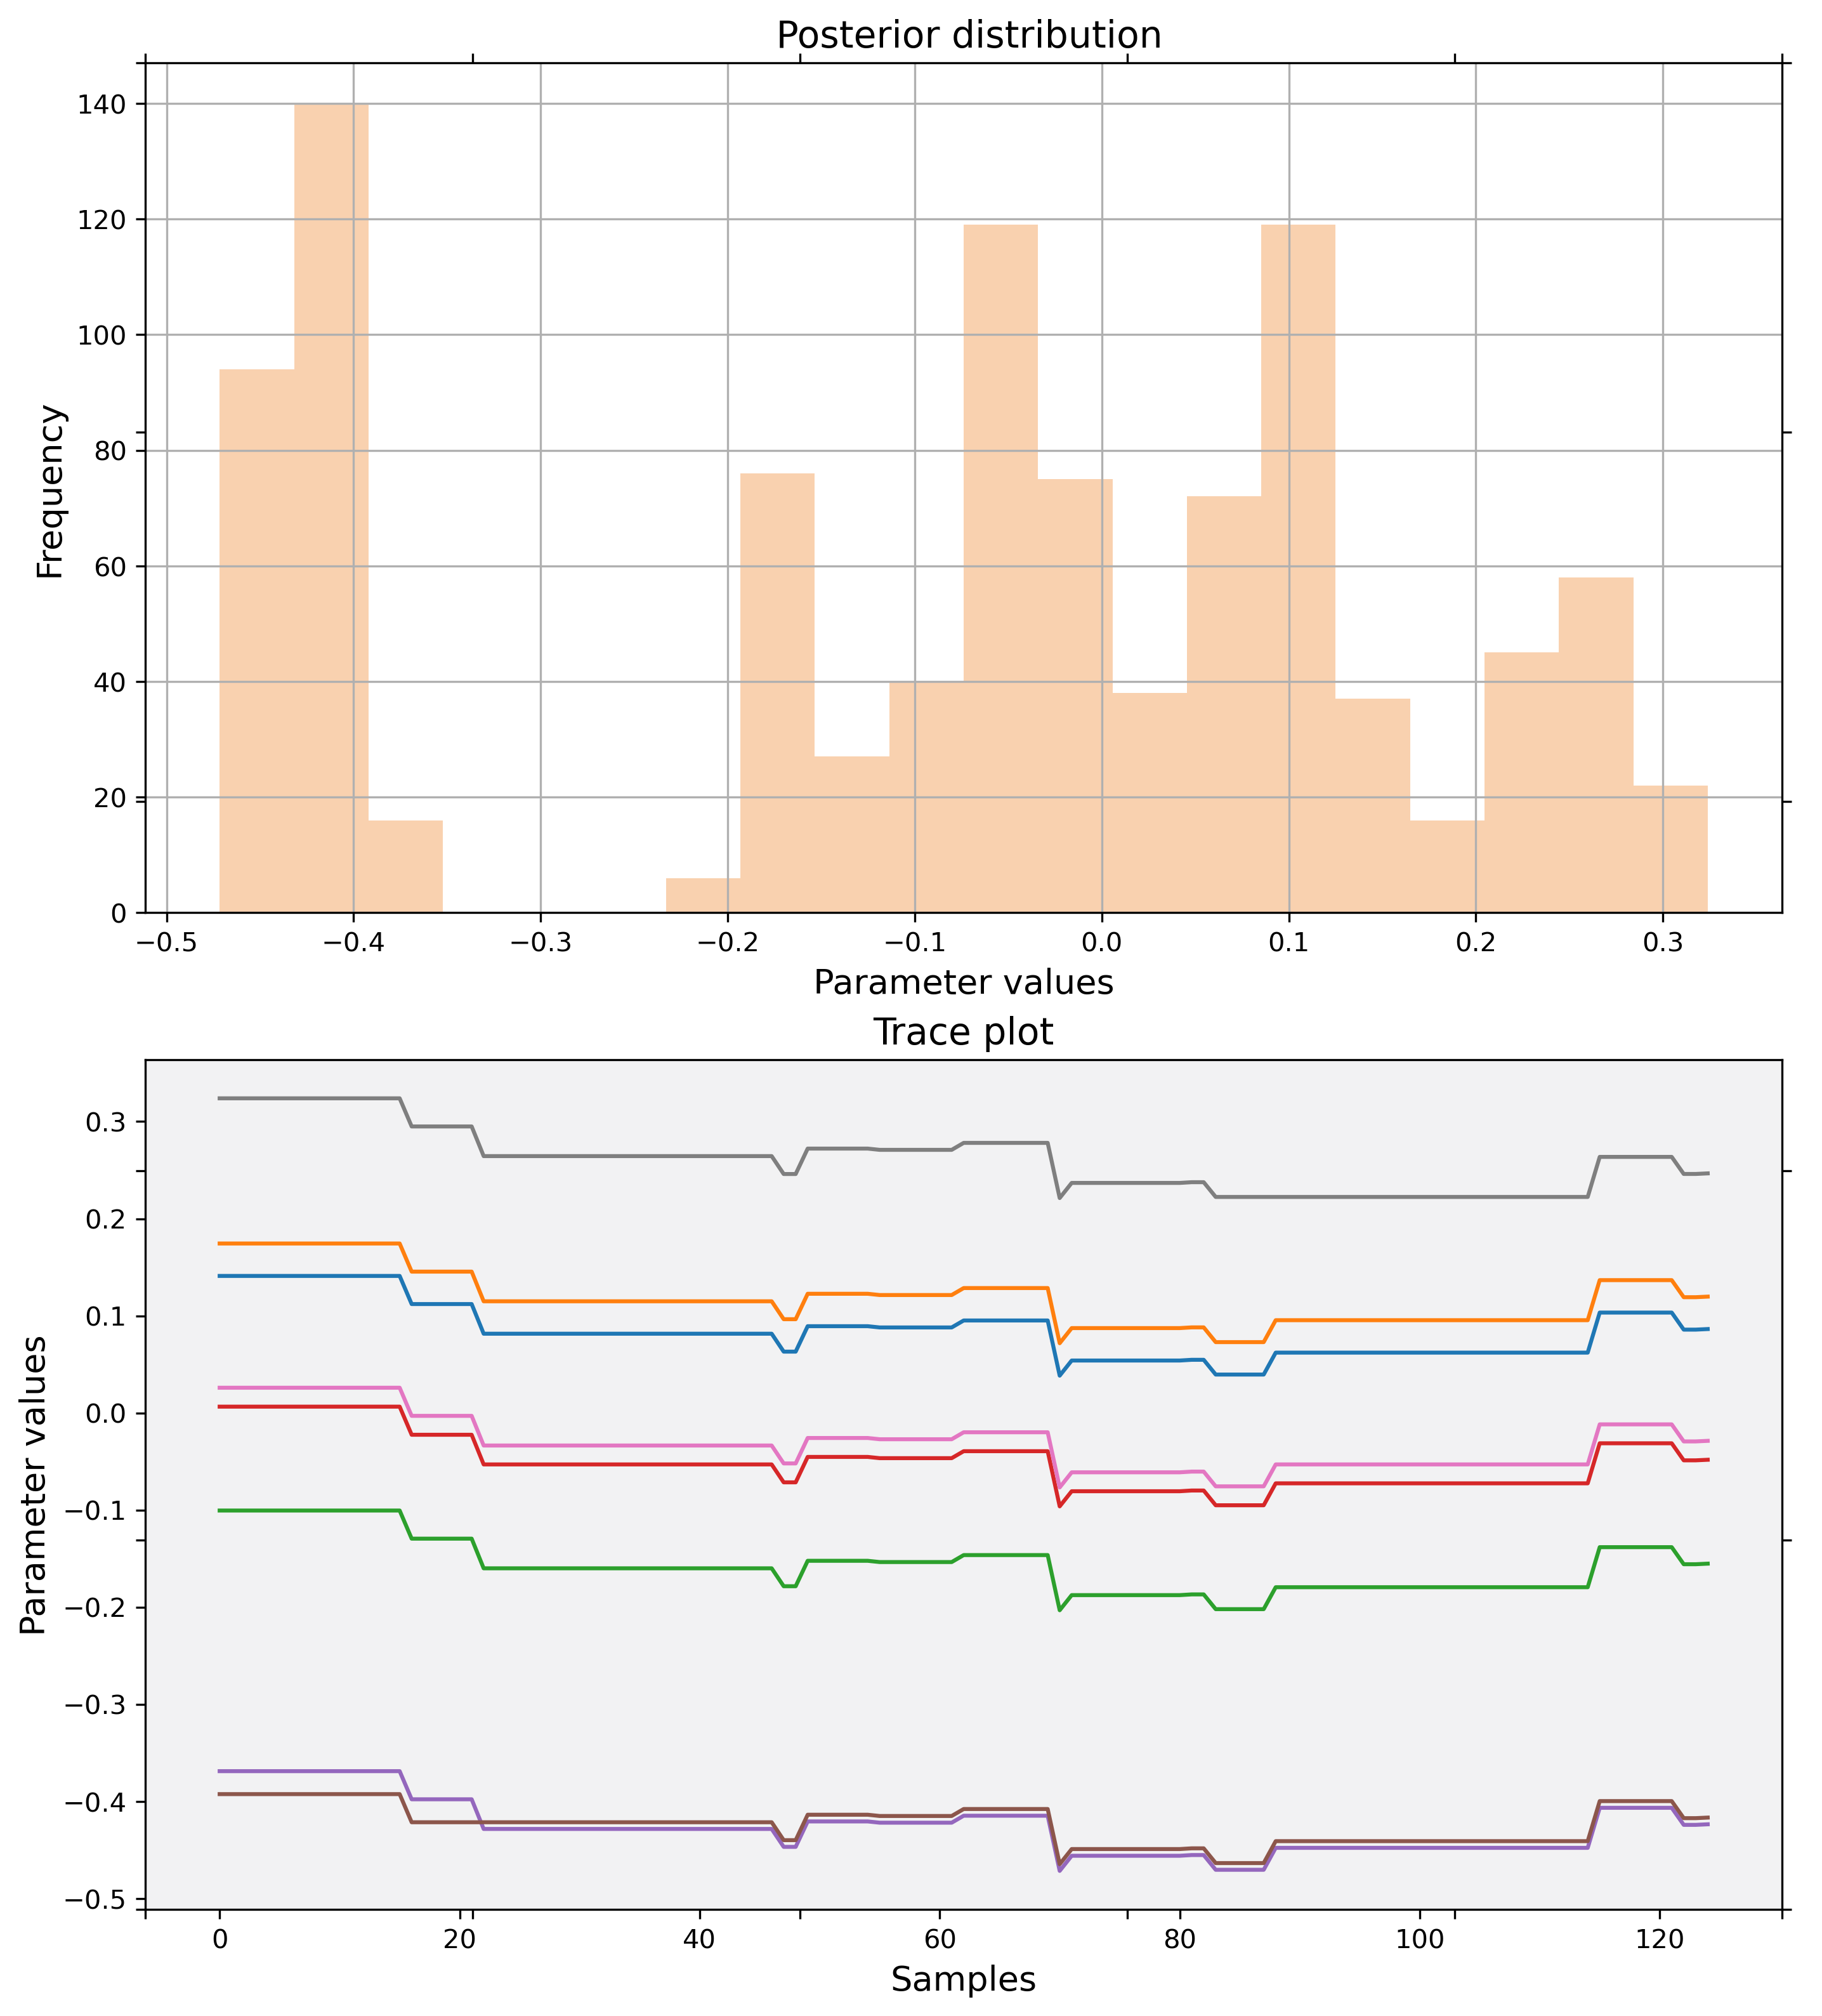 Posterior distribution
140
120
100
80
60
40
20
0
Frequency
−0.5 −0.4 −0.3 −0.2 −0.1 0.0 0.1 0.2 0.3
Parameter values
Trace plot
0.3
0.2
0.1
0.0
−0.1
−0.2
−0.3
−0.4
−0.5
Parameter values
0 20 40 60 80 100 120
Samples